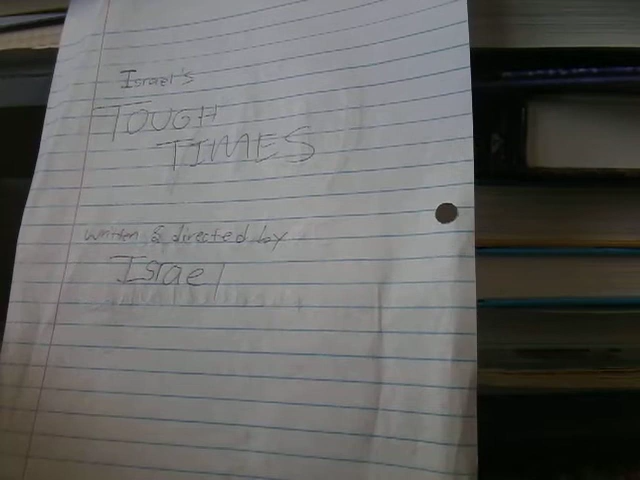 Israel's
TOUGH
TIMES
written & directed by
Israel